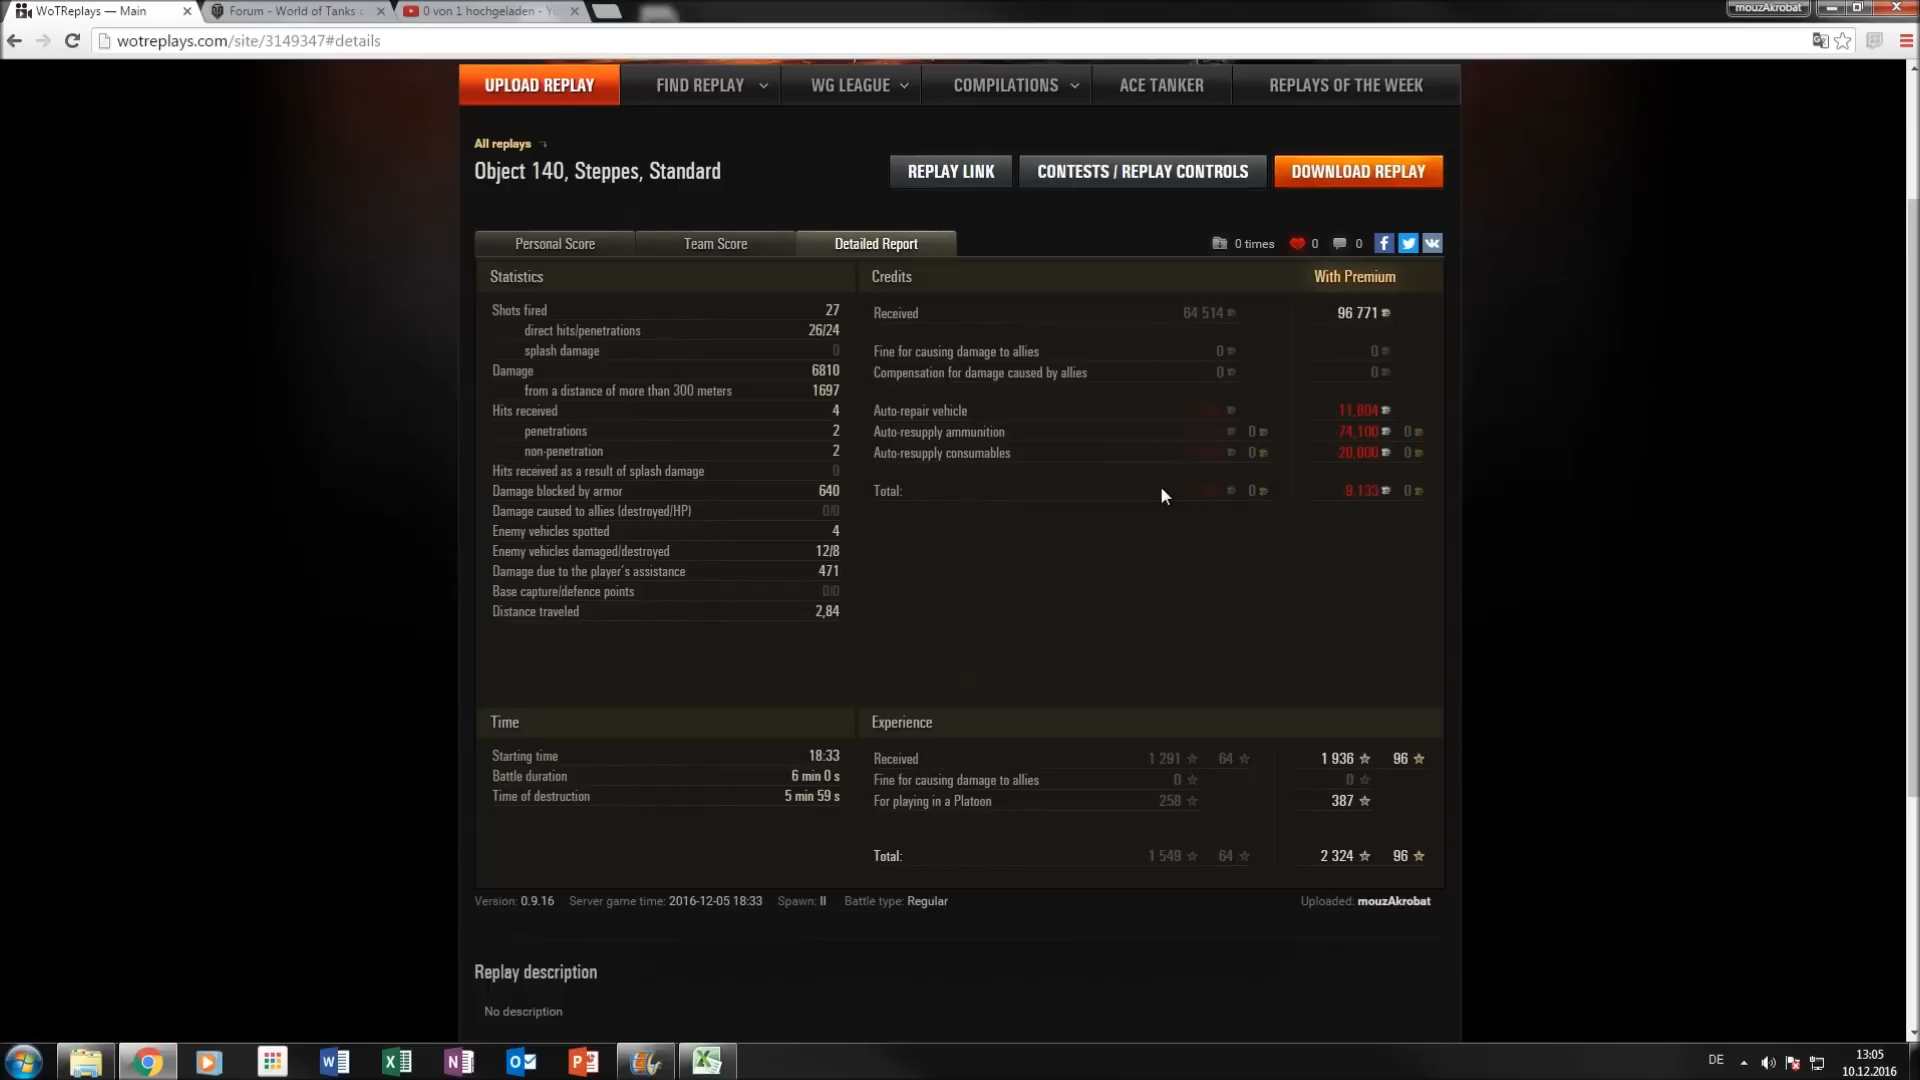 WoTReplays — Main
Forum - World of Tanks
0 von 1 hochgeladen - Yo
mouzAkrobat
wotreplays.com/site/3149347#details
UPLOAD REPLAY
FIND REPLAY
WG LEAGUE
COMPILATIONS
ACE TANKER
REPLAYS OF THE WEEK
All replays
Object 140, Steppes, Standard
REPLAY LINK
CONTESTS / REPLAY CONTROLS
DOWNLOAD REPLAY
Personal Score
Team Score
Detailed Report
0 times
0
0
Statistics
Shots fired 27
direct hits/penetrations 26/24
splash damage 0
Damage 6810
from a distance of more than 300 meters 1697
Hits received 4
penetrations 2
non-penetration 2
Hits received as a result of splash damage 0
Damage blocked by armor 640
Damage caused to allies (destroyed/HP) 0/0
Enemy vehicles spotted 4
Enemy vehicles damaged/destroyed 12/8
Damage due to the player's assistance 471
Base capture/defence points 0/0
Distance traveled 2,84
Credits With Premium
Received 64 514 96 771
Fine for causing damage to allies 0 0
Compensation for damage caused by allies 0 0
Auto-repair vehicle -11,804
Auto-resupply ammunition 0 -74,100 0
Auto-resupply consumables 0 -20,000 0
Total: 0 -9,133 0
Time
Starting time 18:33
Battle duration 6 min 0 s
Time of destruction 5 min 59 s
Experience
Received 1 291 64 1 936 96
Fine for causing damage to allies 0 0
For playing in a Platoon 258 387
Total: 1 549 64 2 324 96
Version: 0.9.16 Server game time: 2016-12-05 18:33 Spawn: II Battle type: Regular
Uploaded: mouzAkrobat
Replay description
No description
DE
13:05
10.12.2016